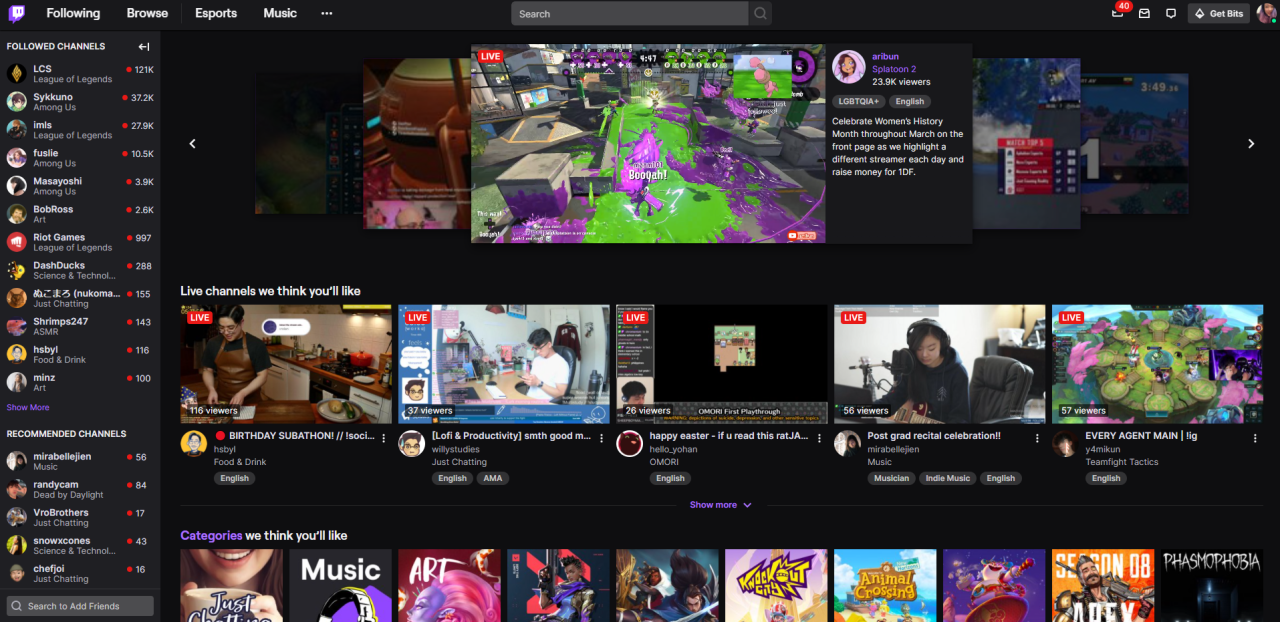 Following
Browse
Esports
Music
Search
40
Get Bits
FOLLOWED CHANNELS
LCS
League of Legends
121K
Sykkuno
Among Us
37.2K
imls
League of Legends
27.9K
fuslie
Among Us
10.5K
Masayoshi
Among Us
3.9K
BobRoss
Art
2.6K
Riot Games
League of Legends
997
DashDucks
Science & Technol...
288
ぬこまろ (nukoma...
Just Chatting
155
Shrimps247
ASMR
143
hsbyl
Food & Drink
116
minz
Art
100
Show More
RECOMMENDED CHANNELS
mirabellejien
Music
56
randycam
Dead by Daylight
84
VroBrothers
Just Chatting
17
snowxcones
Science & Technol...
43
chefjoi
Just Chatting
16
Search to Add Friends
LIVE
4:47
Booyah!
This way!
Booyah!
aribun
Splatoon 2
23.9K viewers
LGBTQIA+
English
Celebrate Women's History
Month throughout March on the
front page as we highlight a
different streamer each day and
raise money for 1DF.
WATCH TOP 5
3:49.36
Live channels we think you'll like
LIVE
116 viewers
BIRTHDAY SUBATHON! // !soci...
hsbyl
Food & Drink
English
LIVE
37 viewers
[Lofi & Productivity] smth good m...
willystudies
Just Chatting
English
AMA
LIVE
26 viewers
OMORI First Playthrough
happy easter - if u read this ratJA...
hello_yohan
OMORI
English
LIVE
56 viewers
Post grad recital celebration!!
mirabellejien
Music
Musician
Indie Music
English
LIVE
57 viewers
EVERY AGENT MAIN | !ig
y4mikun
Teamfight Tactics
English
Show more
Categories we think you'll like
Just
Chatting
Music
ART
KNOCKOUT
CITY
Animal
Crossing
SEASON 08
APEX
PHASMOPHOBIA